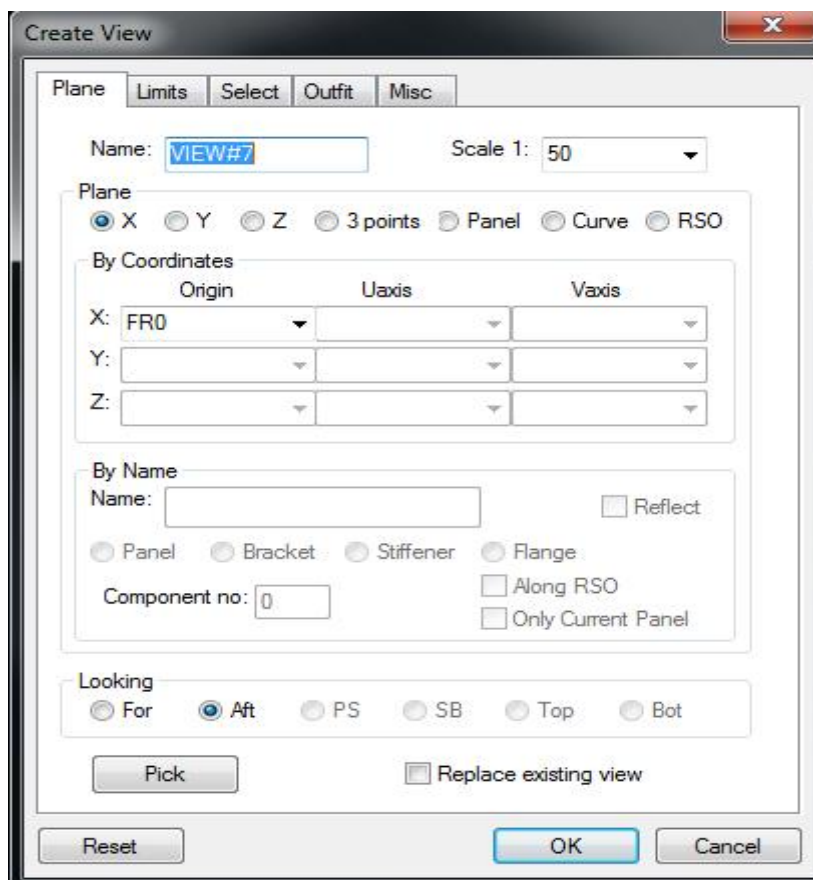 Create View
Plane Limits Select Outfit Misc
Name: VIEW#7 Scale 1: 50
Plane
X Y Z 3 points Panel Curve RSO
By Coordinates
Origin Uaxis Vaxis
X: FR0
Y:
Z:
By Name
Name: Reflect
Panel Bracket Stiffener Flange
Component no: 0 Along RSO
Only Current Panel
Looking
For Aft PS SB Top Bot
Pick Replace existing view
Reset OK Cancel